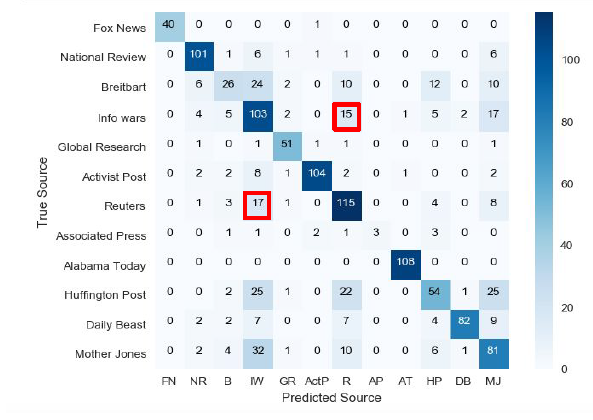 Fox News 40 0 0 0 0 1 0 0 0 0 0 0
National Review 0 101 1 6 1 1 1 0 0 0 0 6
Breitbart 0 6 26 24 2 0 10 0 0 12 0 10
Info wars 0 4 5 103 2 0 15 0 1 5 2 17
Global Research 0 1 0 1 51 1 1 0 0 0 0 1
Activist Post 0 2 2 8 1 104 2 0 1 0 0 2
Reuters 0 1 3 17 1 0 115 0 0 4 0 8
Associated Press 0 0 1 1 0 2 1 3 0 3 0 0
Alabama Today 0 0 0 0 0 0 0 0 106 0 0 0
Huffington Post 0 0 2 25 1 0 22 0 0 54 1 25
Daily Beast 0 2 2 7 0 0 7 0 0 4 82 9
Mother Jones 0 2 4 32 1 0 10 0 0 6 1 81
FN NR B IW GR ActP R AP AT HP DB MJ
Predicted Source
True Source
100
80
60
40
20
0